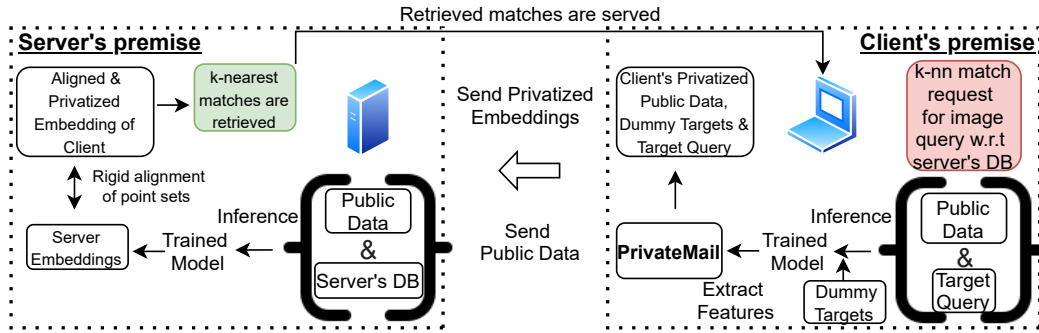 Retrieved matches are served
Server's premise
Aligned &
Privatized
Embedding of
Client
k-nearest
matches are
retrieved
Rigid alignment
of point sets
Server
Embeddings
Trained
Model
Inference
Public
Data
&
Server's DB
Send Privatized
Embeddings
Send
Public Data
Client's premise
Client's Privatized
Public Data,
Dummy Targets &
Target Query
k-nn match
request
for image
query w.r.t
server's DB
PrivateMail
Extract
Features
Trained
Model
Inference
Dummy
Targets
Public
Data
&
Target
Query